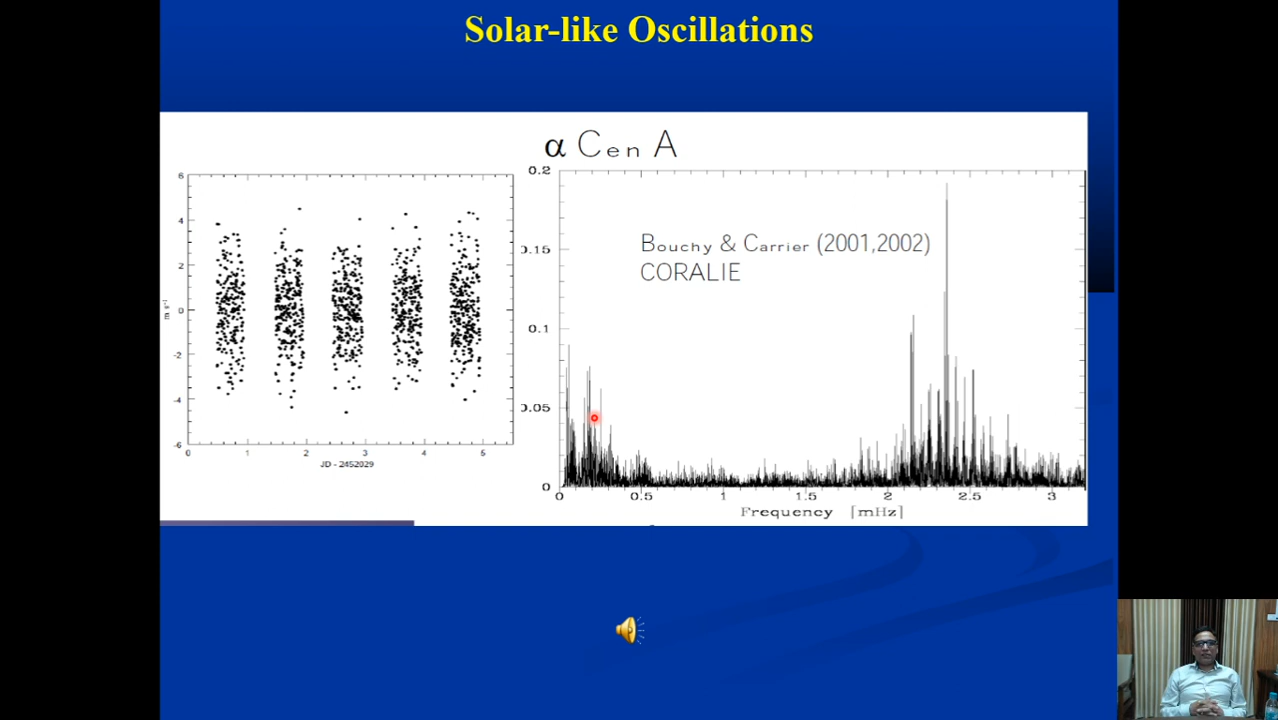 Solar-like Oscillations
α Cen A
Bouchy & Carrier (2001,2002)
CORALIE
6
4
2
0
-2
-4
-6
m s⁻¹
0 1 2 3 4 5
JD - 2452029
0.2
0.15
0.1
0.05
0
0 0.5 1 1.5 2 2.5 3
Frequency [mHz]